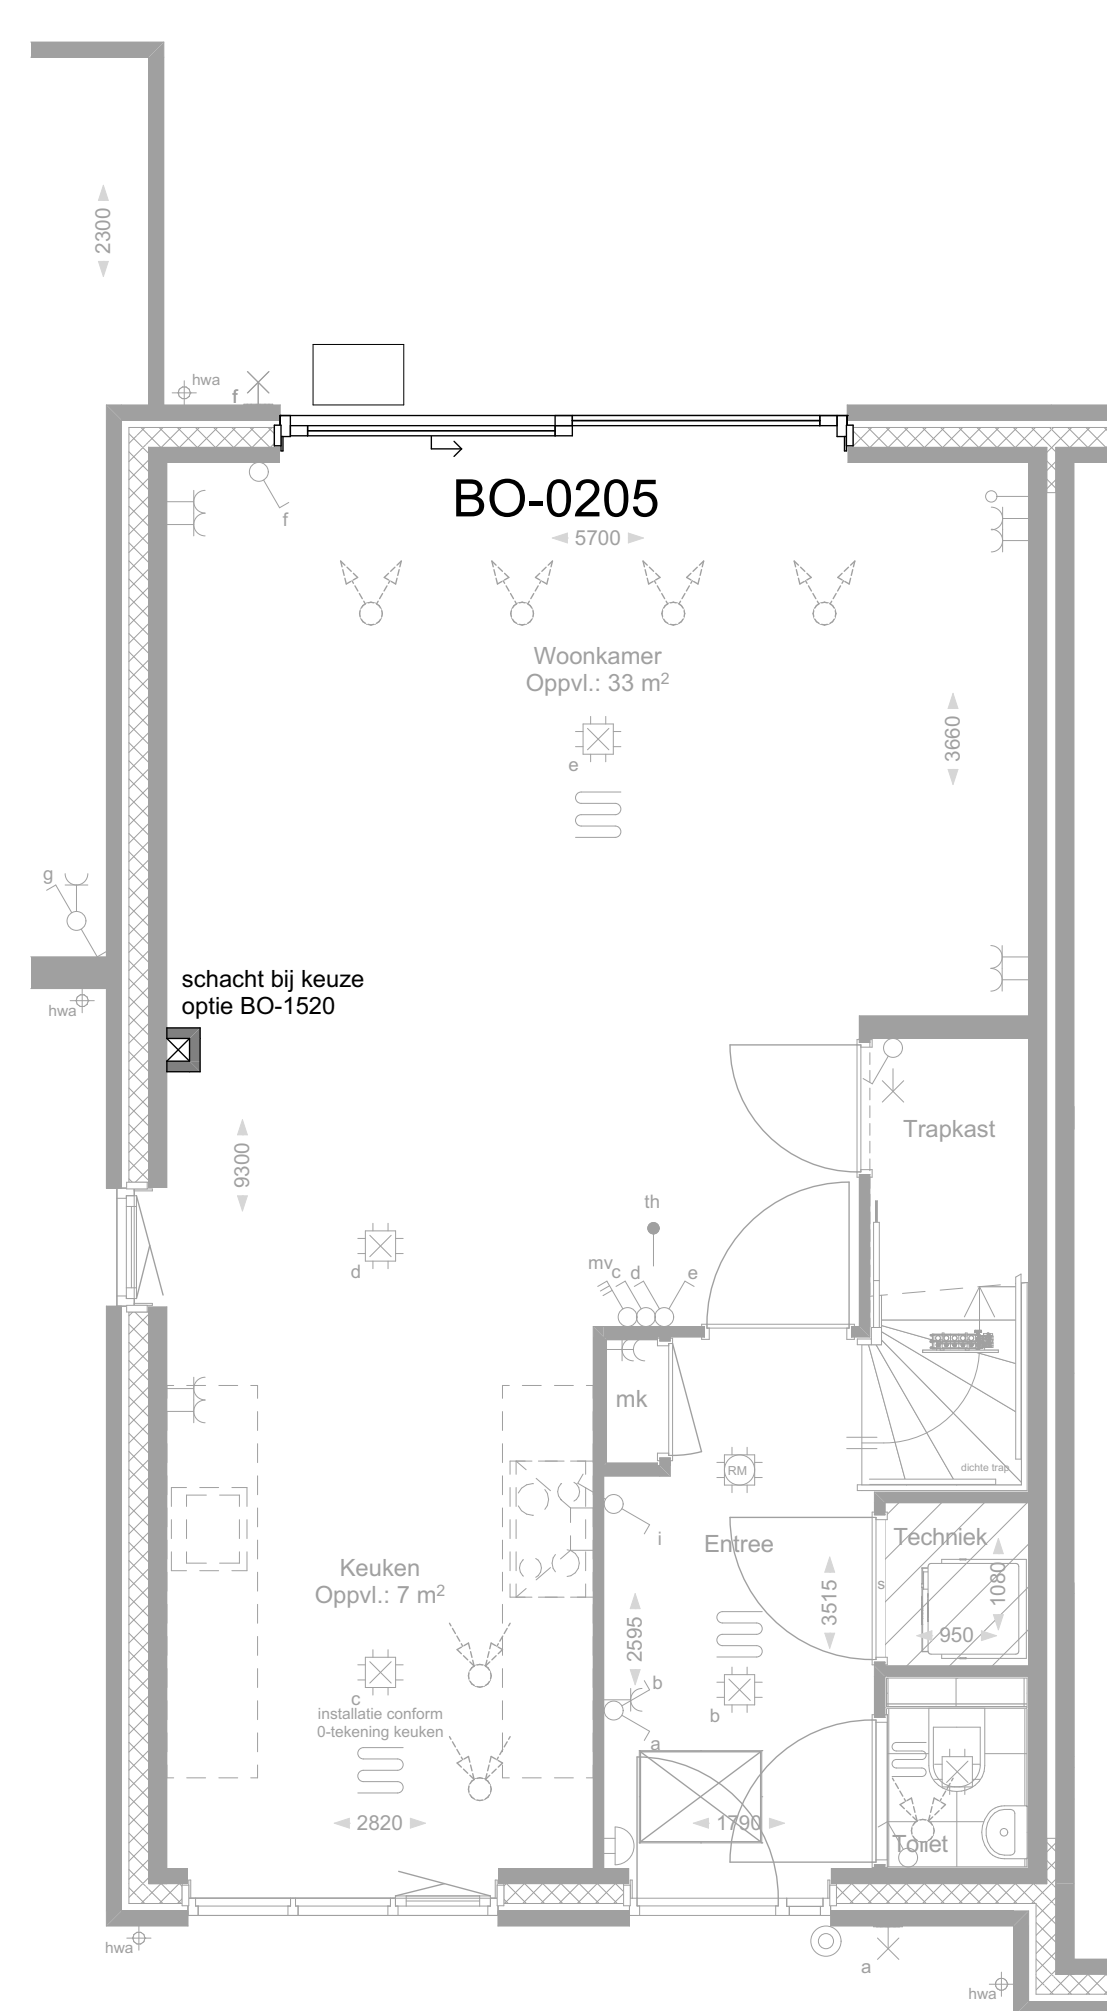 2300
hwa
f
f
BO-0205
5700
Woonkamer
Oppvl.: 33 m²
3660
e
g
hwa
schacht bij keuze
optie BO-1520
Trapkast
9300
th
mv
c
d
e
d
mk
RM
dichte trap
i
Entree
Techniek
s
1080
950
Keuken
Oppvl.: 7 m²
2595
3515
c
installatie conform
0-tekening keuken
b
a
b
2820
1790
Toilet
hwa
a
hwa